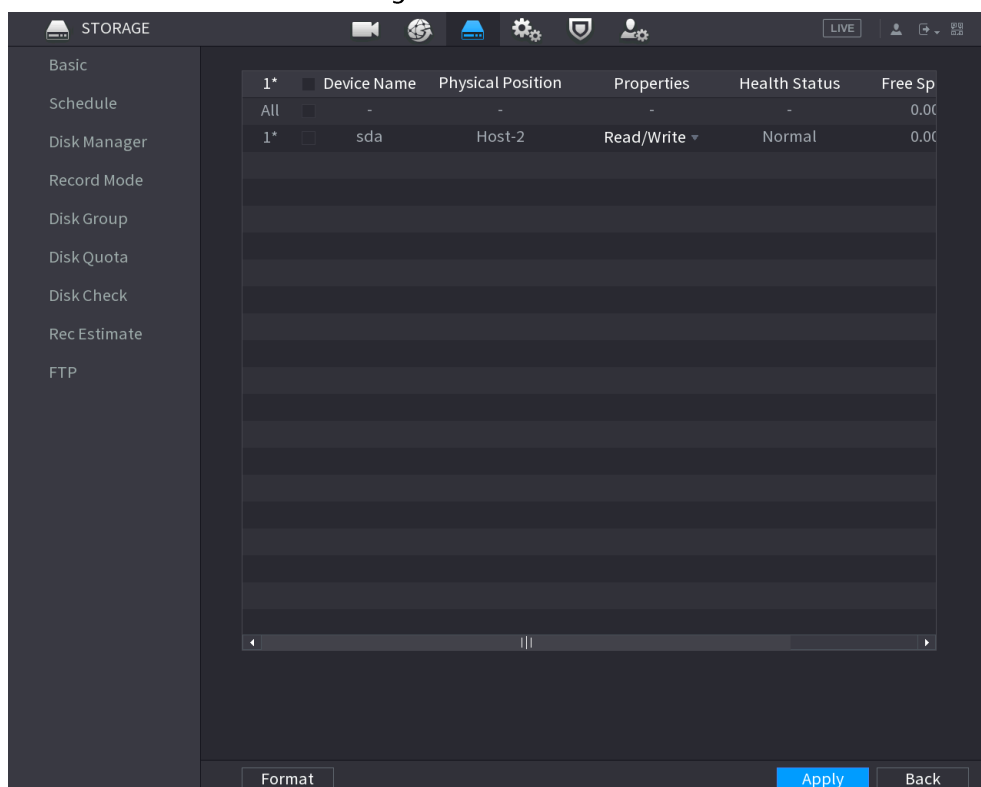 STORAGE LIVE
Basic
Schedule
Disk Manager
Record Mode
Disk Group
Disk Quota
Disk Check
Rec Estimate
FTP
1* Device Name Physical Position Properties Health Status Free Sp
All - - - - 0.00
1* sda Host-2 Read/Write Normal 0.00
Format Apply Back